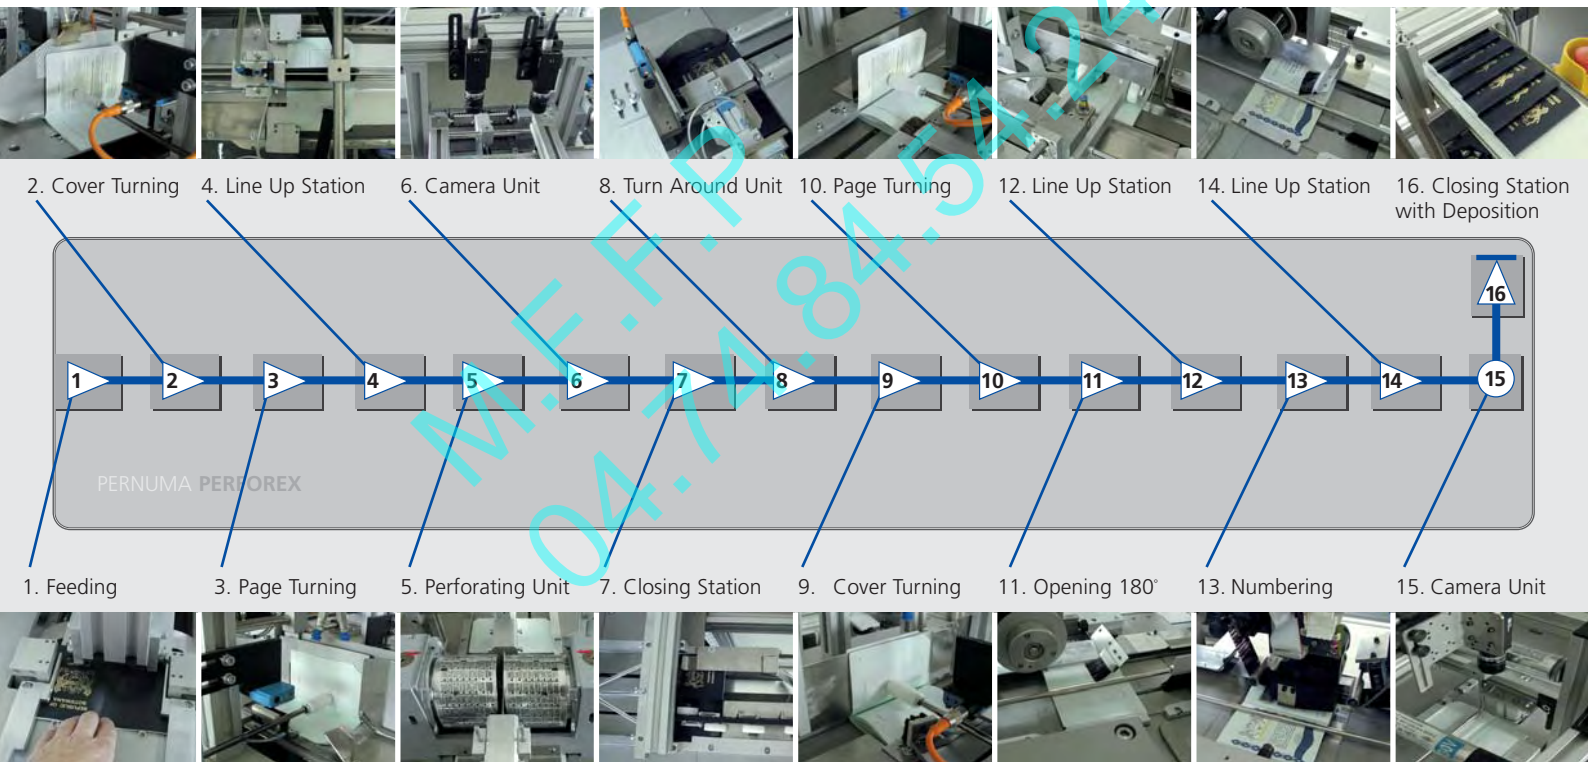 2. Cover Turning
4. Line Up Station
6. Camera Unit
8. Turn Around Unit
10. Page Turning
12. Line Up Station
14. Line Up Station
16. Closing Station
with Deposition
16
1
2
3
4
5
6
7
8
9
10
11
12
13
14
15
PERNUMA PERFOREX
M.F.F.P
04.74.84.54.24
1. Feeding
3. Page Turning
5. Perforating Unit
7. Closing Station
9. Cover Turning
11. Opening 180°
13. Numbering
15. Camera Unit
REPUBLIC OF
BOTSWANA